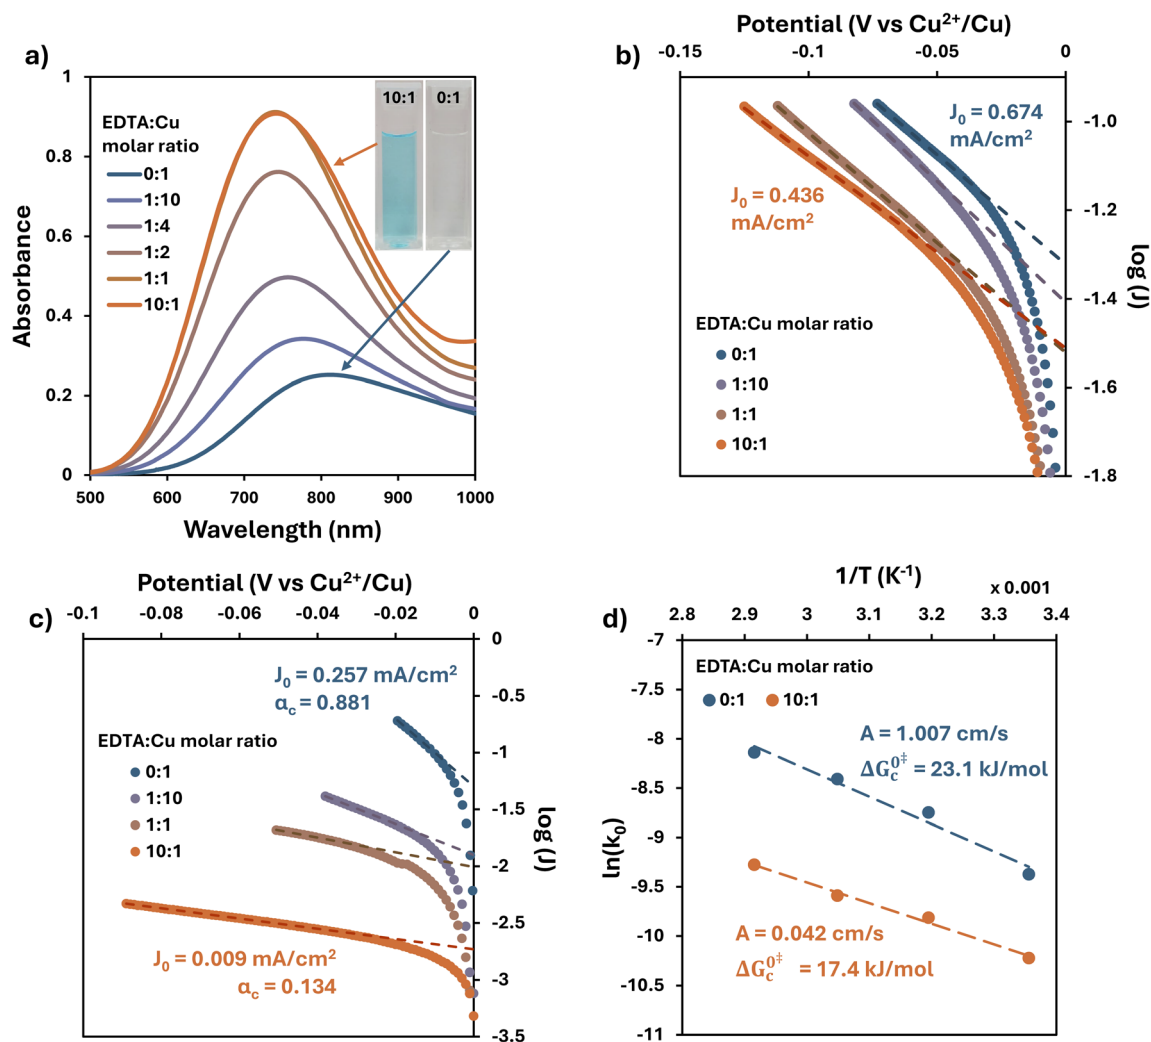 a)
Absorbance
1
0.8
0.6
0.4
0.2
0
500
600
700
800
900
1000
Wavelength (nm)
EDTA:Cu
molar ratio
0:1
1:10
1:4
1:2
1:1
10:1
10:1
0:1
b)
Potential (V vs Cu²⁺/Cu)
-0.15
-0.1
-0.05
0
-1.0
-1.2
-1.4
-1.6
-1.8
log (J)
J₀ = 0.674
mA/cm²
J₀ = 0.436
mA/cm²
EDTA:Cu molar ratio
0:1
1:10
1:1
10:1
c)
Potential (V vs Cu²⁺/Cu)
-0.1
-0.08
-0.06
-0.04
-0.02
0
0
-0.5
-1
-1.5
-2
-2.5
-3
-3.5
log (J)
J₀ = 0.257 mA/cm²
α꜀ = 0.881
EDTA:Cu molar ratio
0:1
1:10
1:1
10:1
J₀ = 0.009 mA/cm²
α꜀ = 0.134
d)
1/T (K⁻¹)
x 0.001
2.8
2.9
3
3.1
3.2
3.3
3.4
-7
-8
-8.5
-9
-9.5
-10
-10.5
-11
ln(k₀)
EDTA:Cu molar ratio
0:1
10:1
A = 1.007 cm/s
ΔG꜀⁰‡ = 23.1 kJ/mol
A = 0.042 cm/s
ΔG꜀⁰‡ = 17.4 kJ/mol